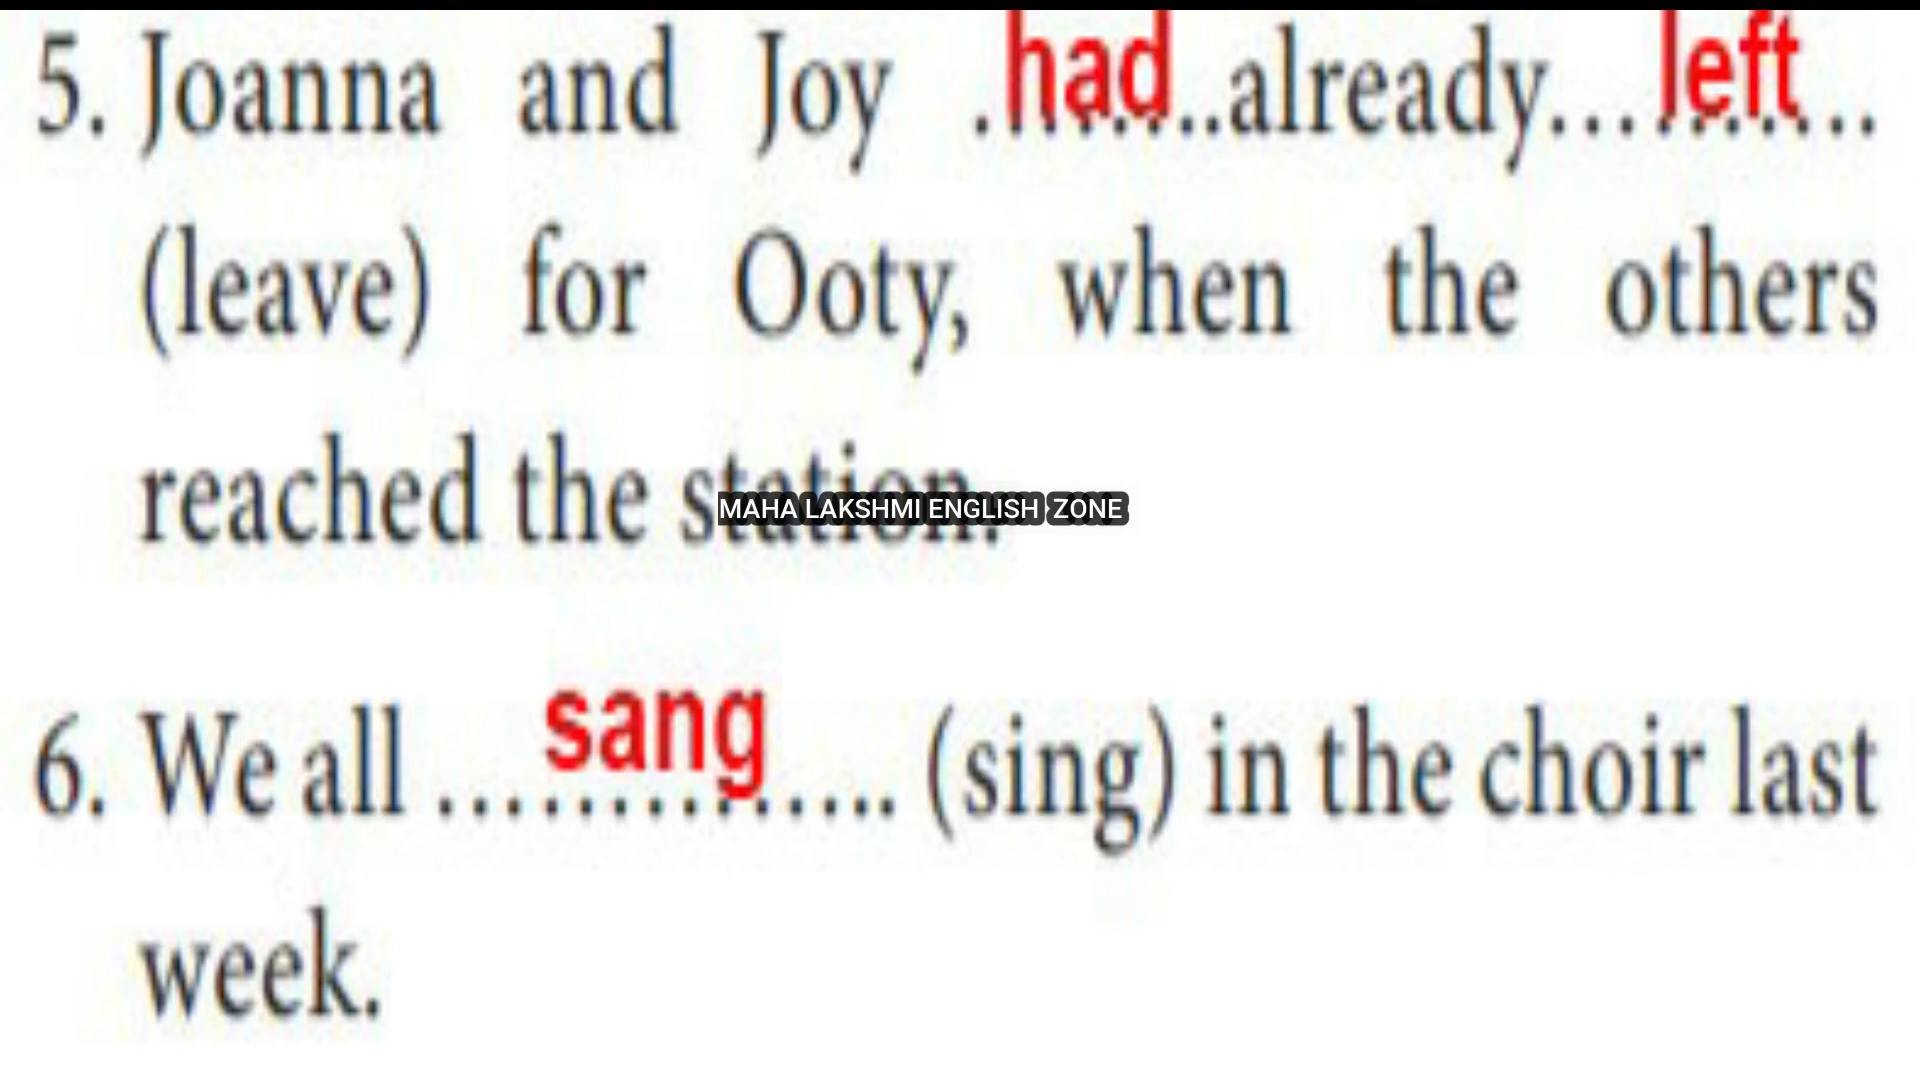 5. Joanna and Joy .had..already...left..
(leave) for Ooty, when the others
reached the station.
MAHA LAKSHMI ENGLISH ZONE
6. We all ...sang..... (sing) in the choir last
week.